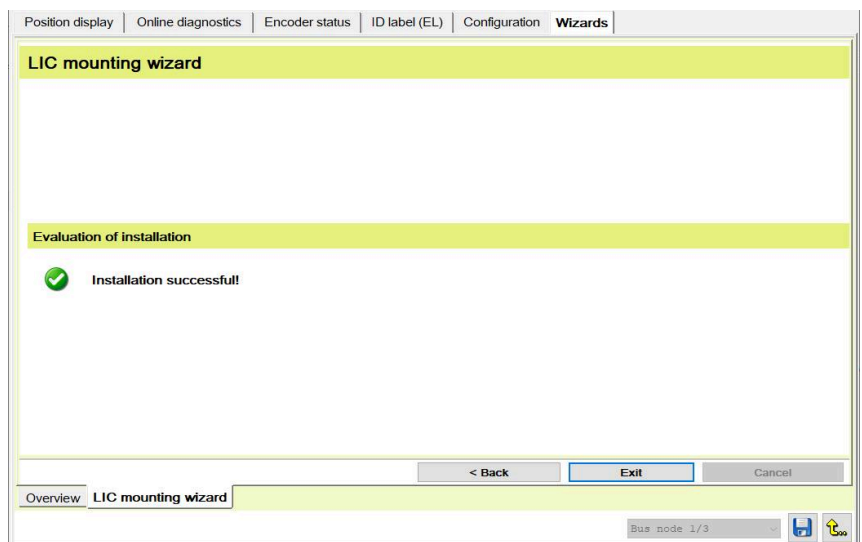 Position display Online diagnostics Encoder status ID label (EL) Configuration Wizards
LIC mounting wizard
Evaluation of installation
Installation successful!
< Back Exit Cancel
Overview LIC mounting wizard
Bus node 1/3